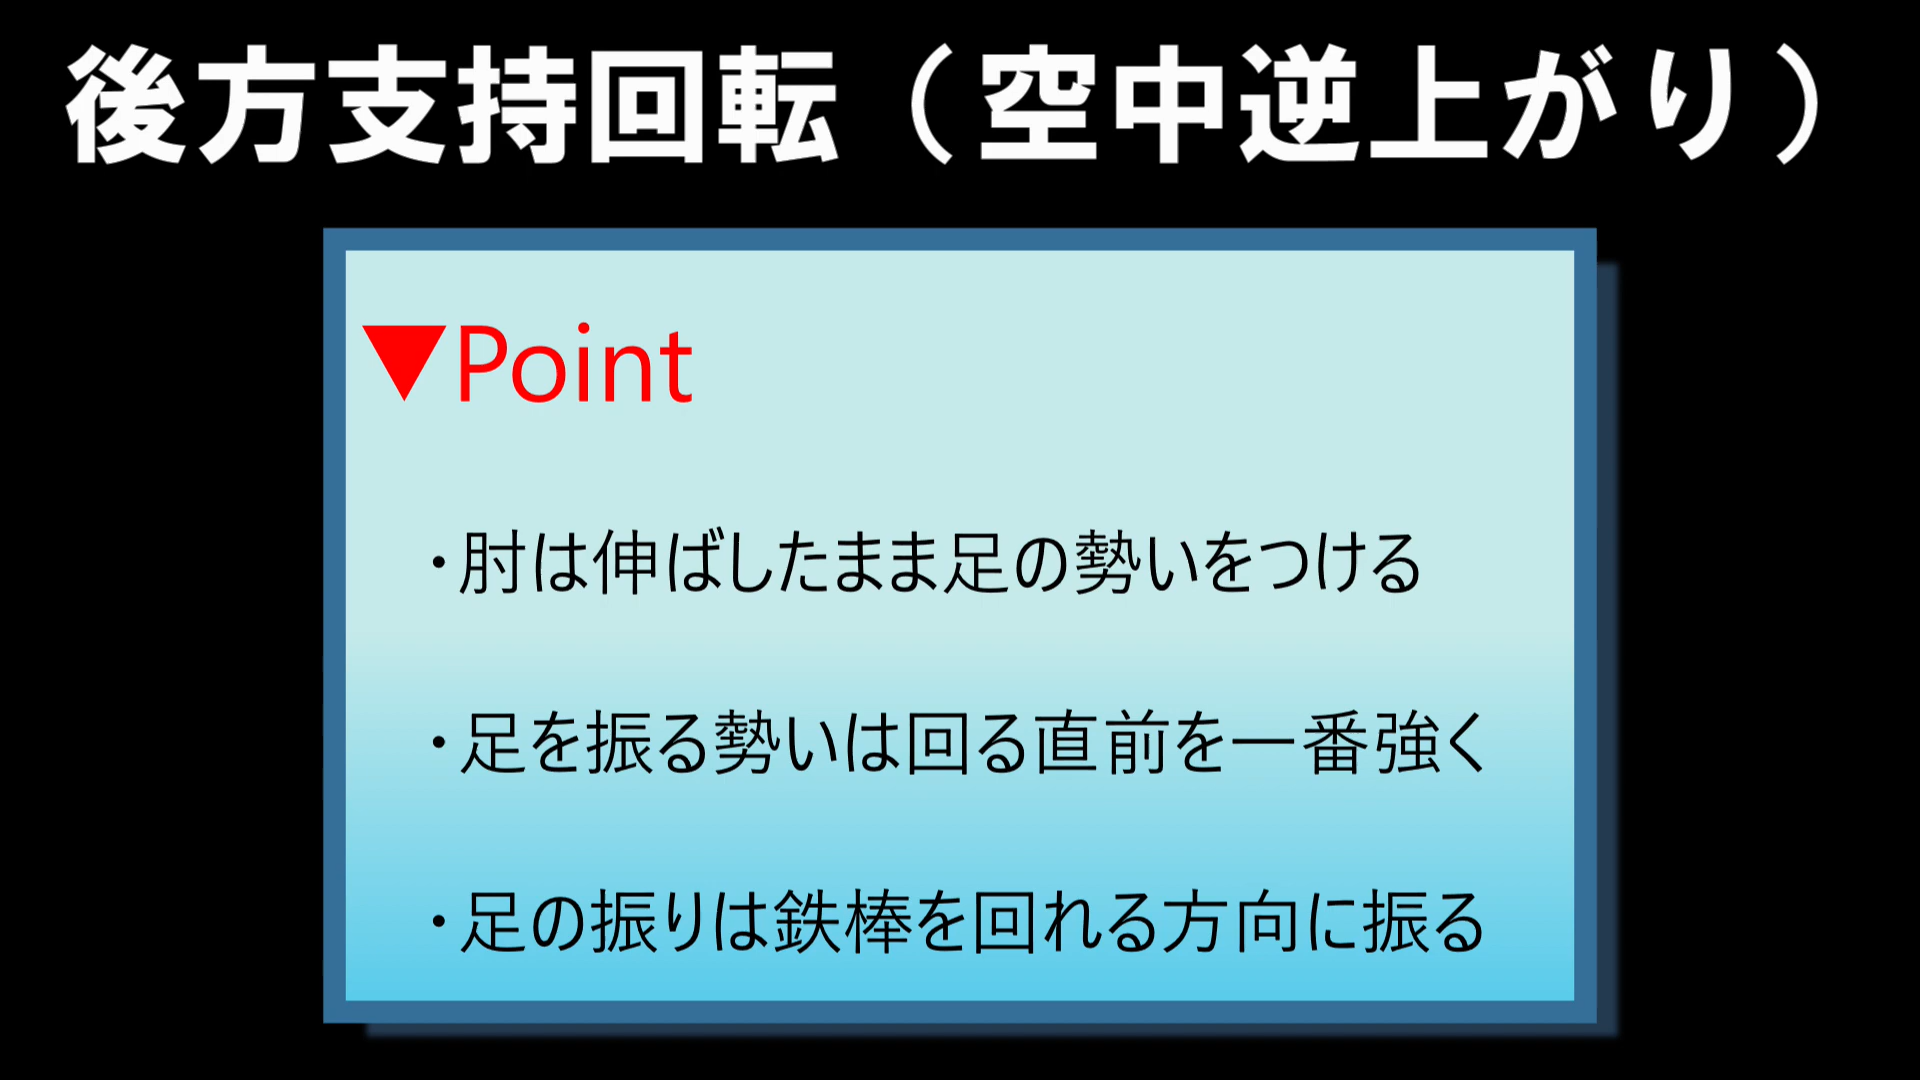 後方支持回転（空中逆上がり）
▼Point
・肘は伸ばしたまま足の勢いをつける
・足を振る勢いは回る直前を一番強く
・足の振りは鉄棒を回れる方向に振る